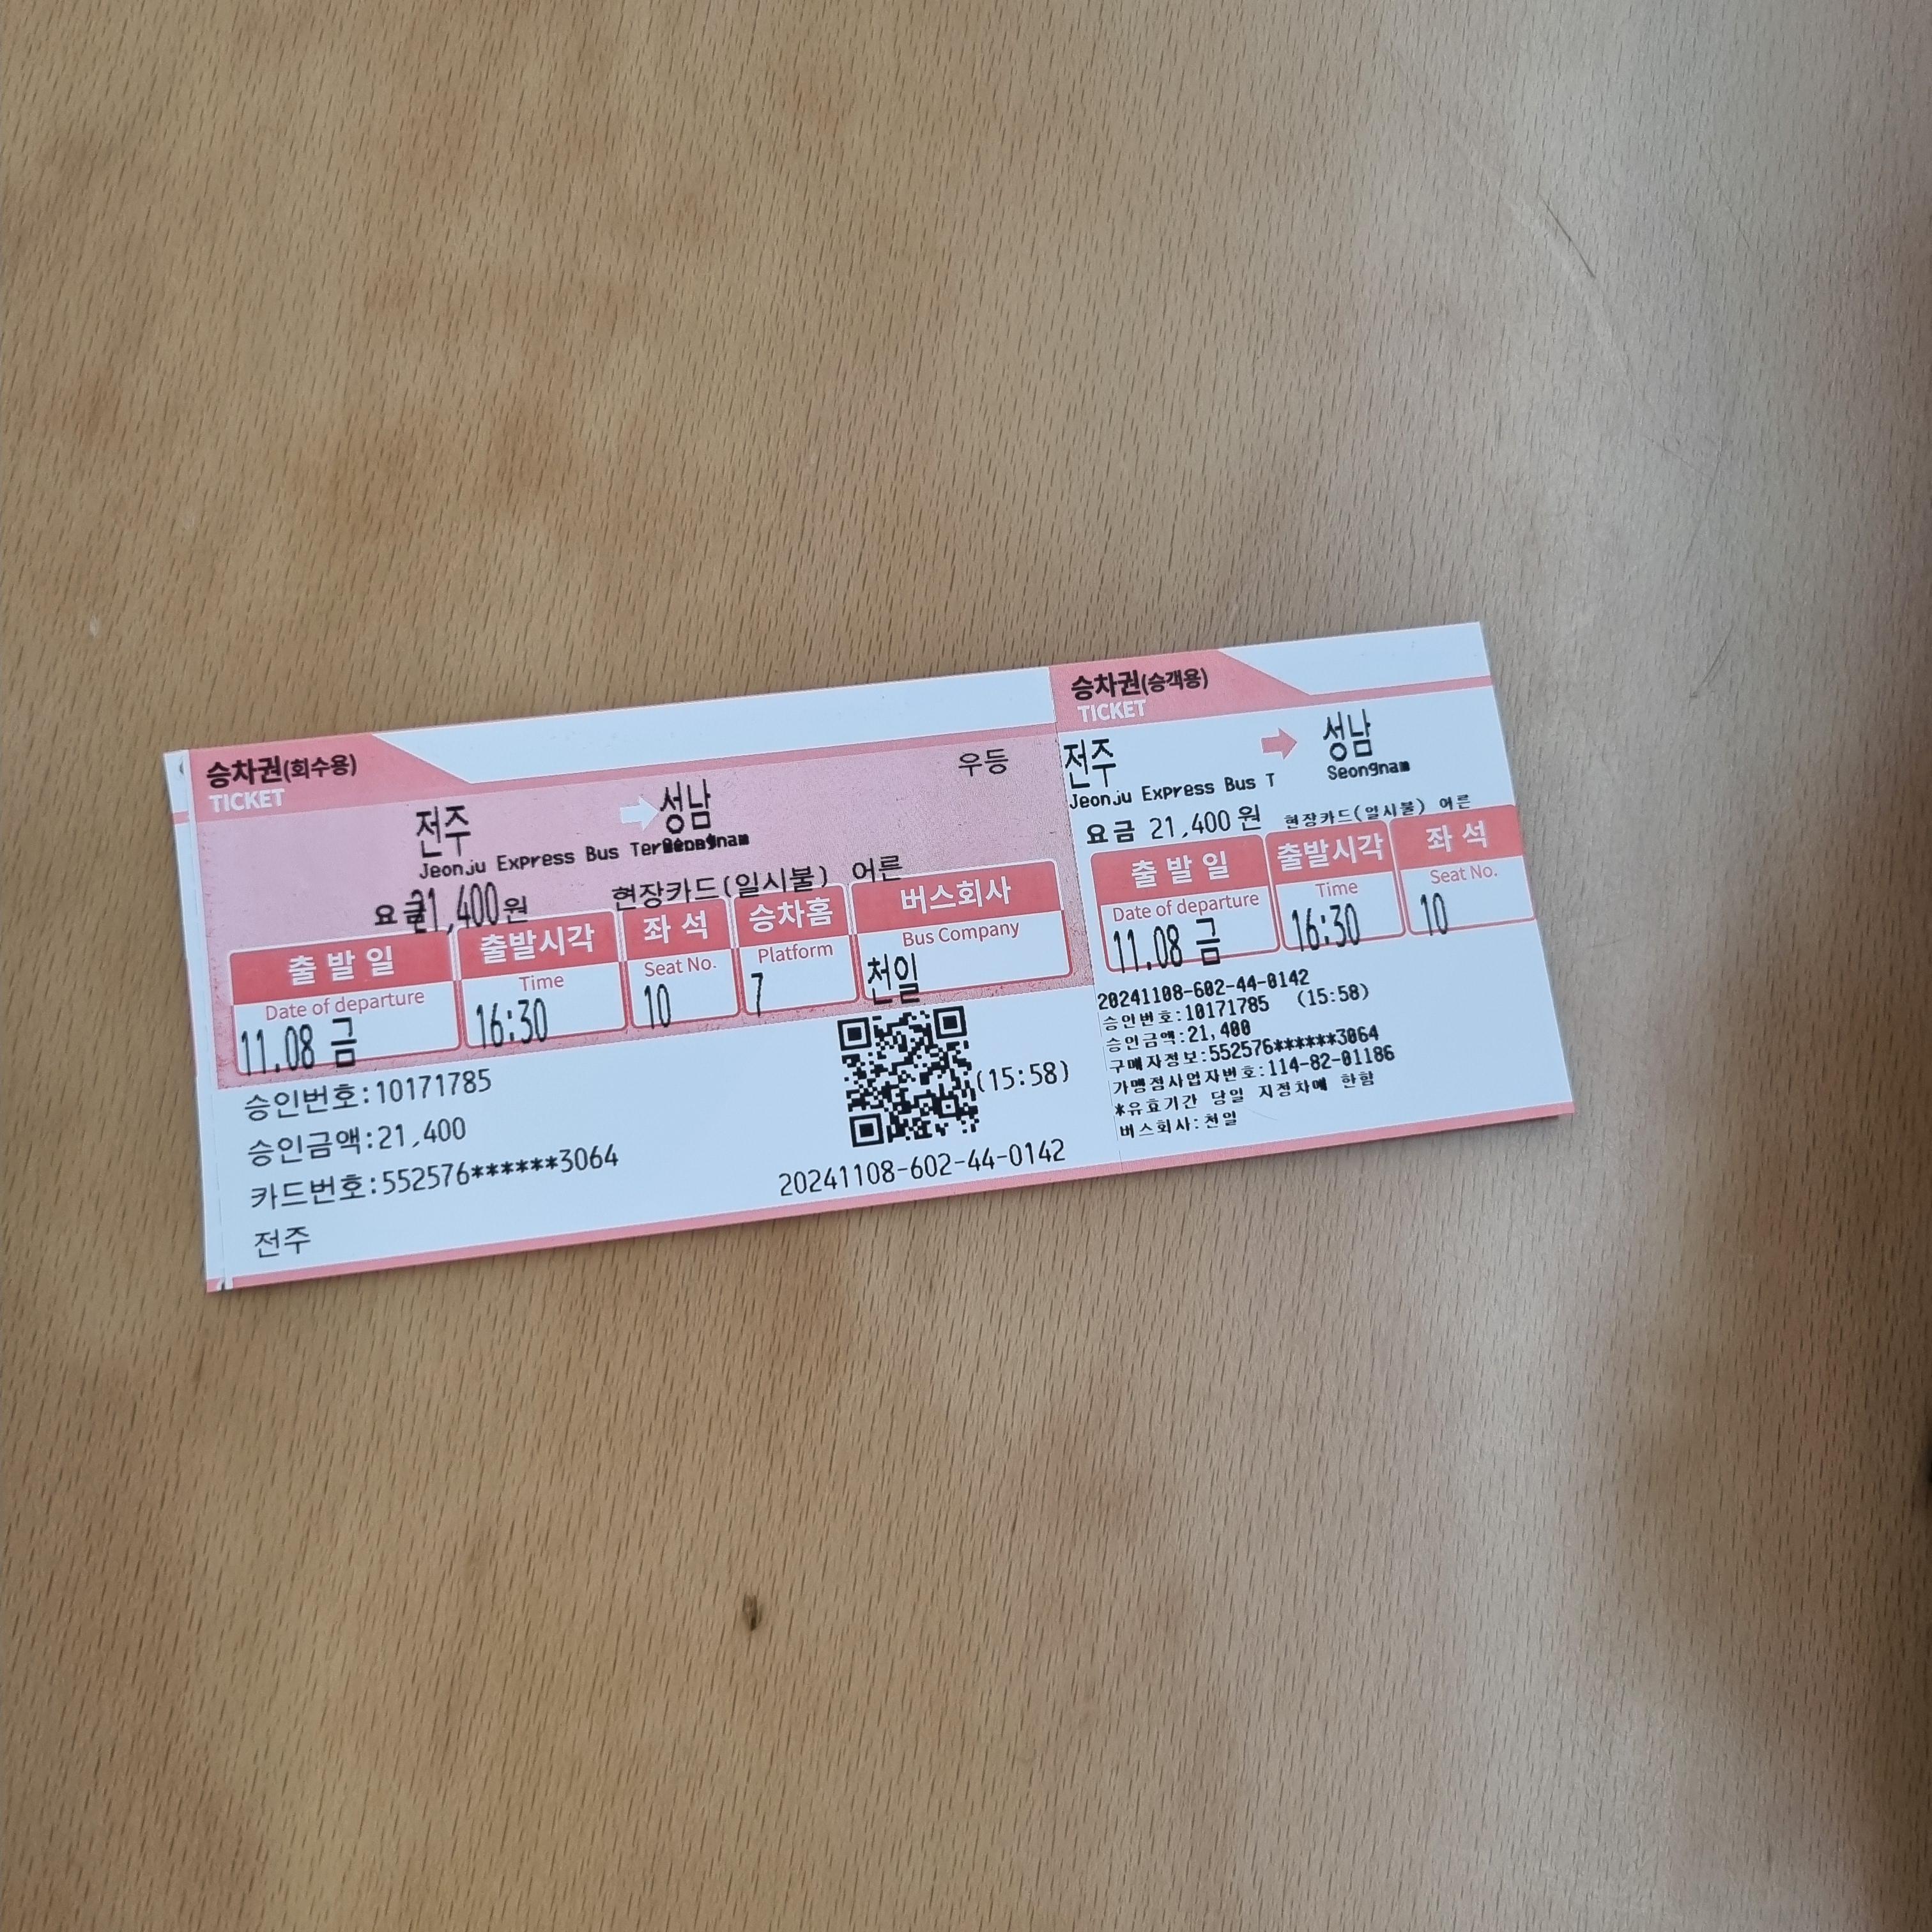 승차권(회수용)
TICKET
우등
전주 성남
Jeonju Express Bus Ter
요금 21,400원 현장카드(일시불) 어른
출발일 출발시각 좌석 승차홈 버스회사
Date of departure Time Seat No. Platform Bus Company
11.08 금 16:30 10 7 천일
승인번호:10171785
(15:58)
승인금액:21,400
카드번호:552576******3064
20241108-602-44-0142
전주
승차권(승객용)
TICKET
전주 성남
Jeonju Express Bus T Seongnam
요금 21,400원 현장카드(일시불) 어른
출발일 출발시각 좌석
Date of departure Time Seat No.
11.08 금 16:30 10
20241108-602-44-0142
승인번호:10171785 (15:58)
승인금액:21,400
구매자정보:552576******3064
가맹점사업자번호:114-82-01186
*유효기간 당일 지정차에 한함
버스회사:천일